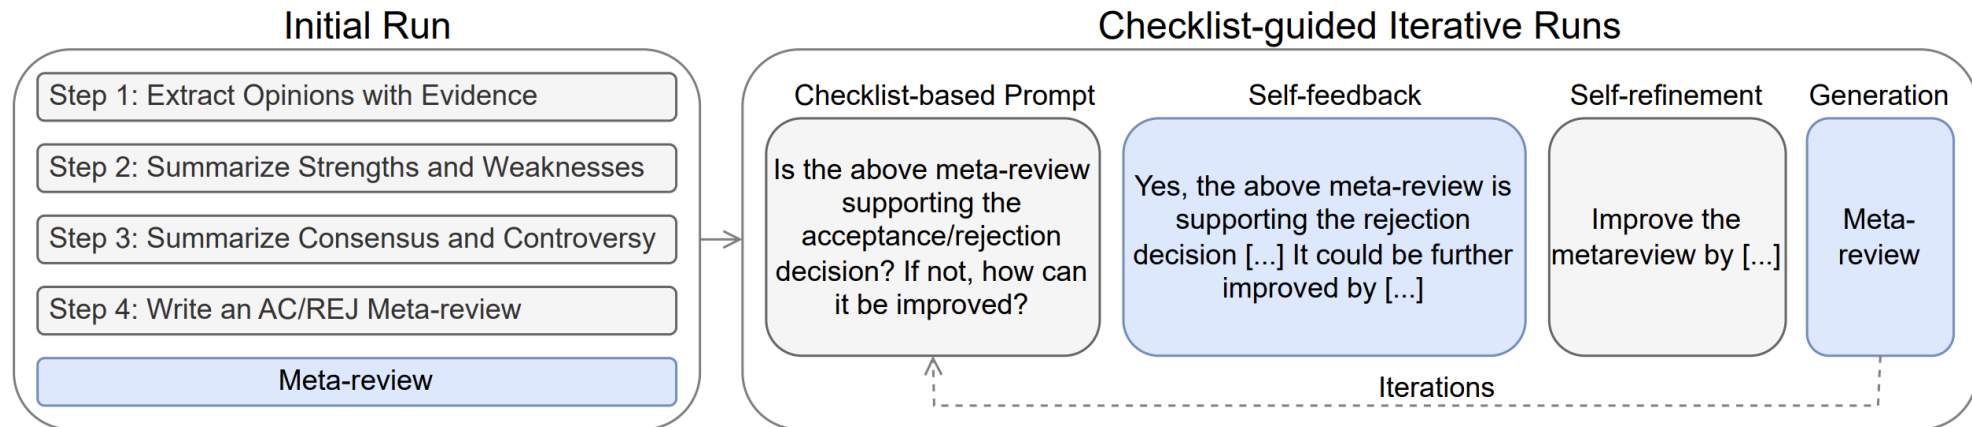 Initial Run
Step 1: Extract Opinions with Evidence
Step 2: Summarize Strengths and Weaknesses
Step 3: Summarize Consensus and Controversy
Step 4: Write an AC/REJ Meta-review
Meta-review
Checklist-guided Iterative Runs
Checklist-based Prompt
Is the above meta-review
supporting the
acceptance/rejection
decision? If not, how can
it be improved?
Self-feedback
Yes, the above meta-review is
supporting the rejection
decision [...] It could be further
improved by [...]
Self-refinement
Improve the
metareview by [...]
Generation
Meta-
review
Iterations